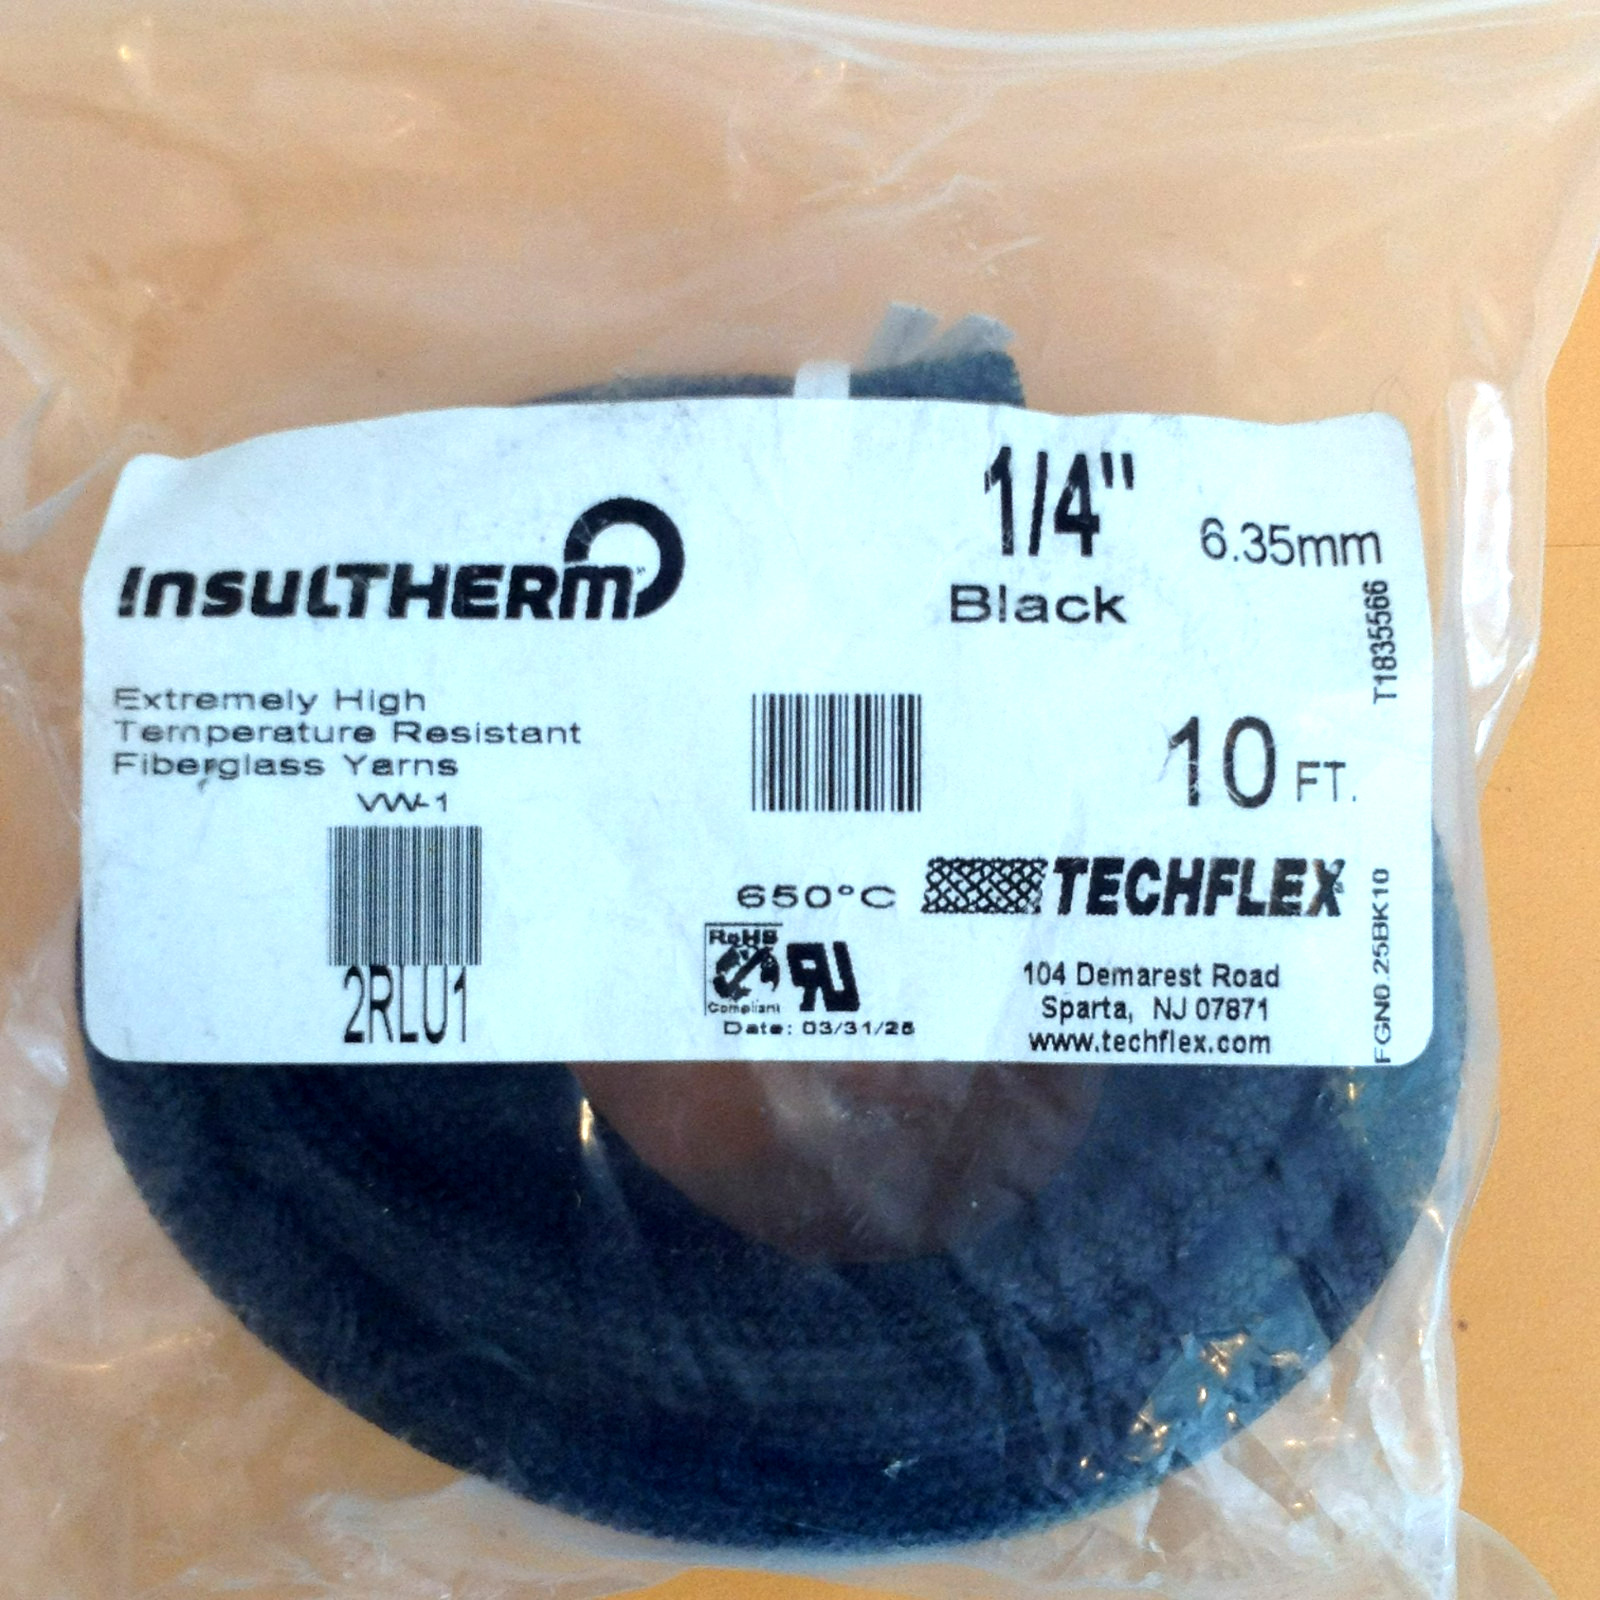 InsulTHERM
1/4"
6.35mm
Black
T1835566
Extremely High
Temperature Resistant
Fiberglass Yarns
VW-1
10 FT.
2RLU1
650°C
TECHFLEX
RoHS
Compliant
RU
Date: 03/31/25
104 Demarest Road
Sparta, NJ 07871
www.techflex.com
FGN0.25BK10